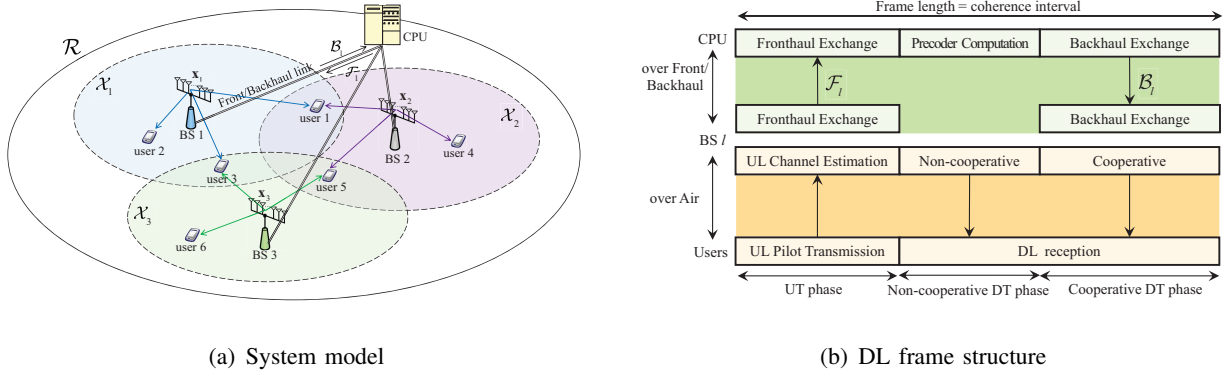 CPU
ℛ
ℬ_l
ℱ_l
Front/Backhaul link
𝒳_1
x_1
BS 1
user 1
user 2
x_2
𝒳_2
BS 2
user 4
user 3
user 5
x_3
𝒳_3
user 6
BS 3
(a) System model
Frame length = coherence interval
CPU
Fronthaul Exchange
Precoder Computation
Backhaul Exchange
over Front/
Backhaul
ℱ_l
ℬ_l
Fronthaul Exchange
Backhaul Exchange
BS l
UL Channel Estimation
Non-cooperative
Cooperative
over Air
Users
UL Pilot Transmission
DL reception
UT phase
Non-cooperative DT phase
Cooperative DT phase
(b) DL frame structure